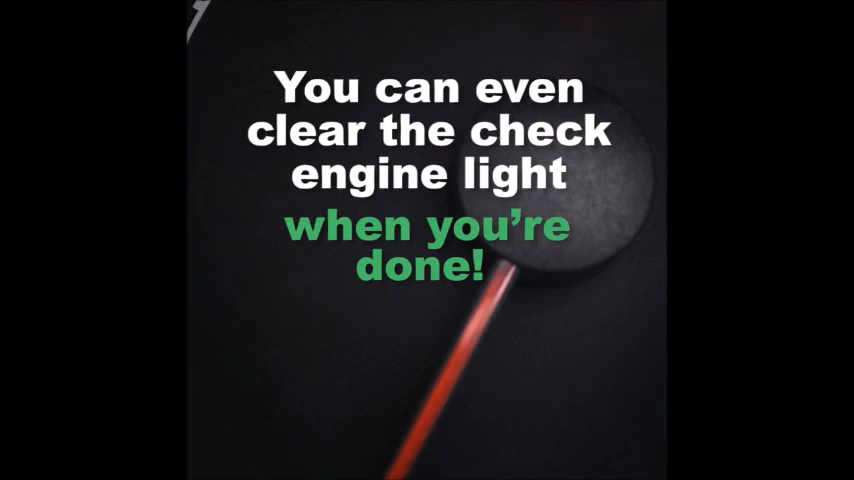 You can even
clear the check
engine light
when you're
done!